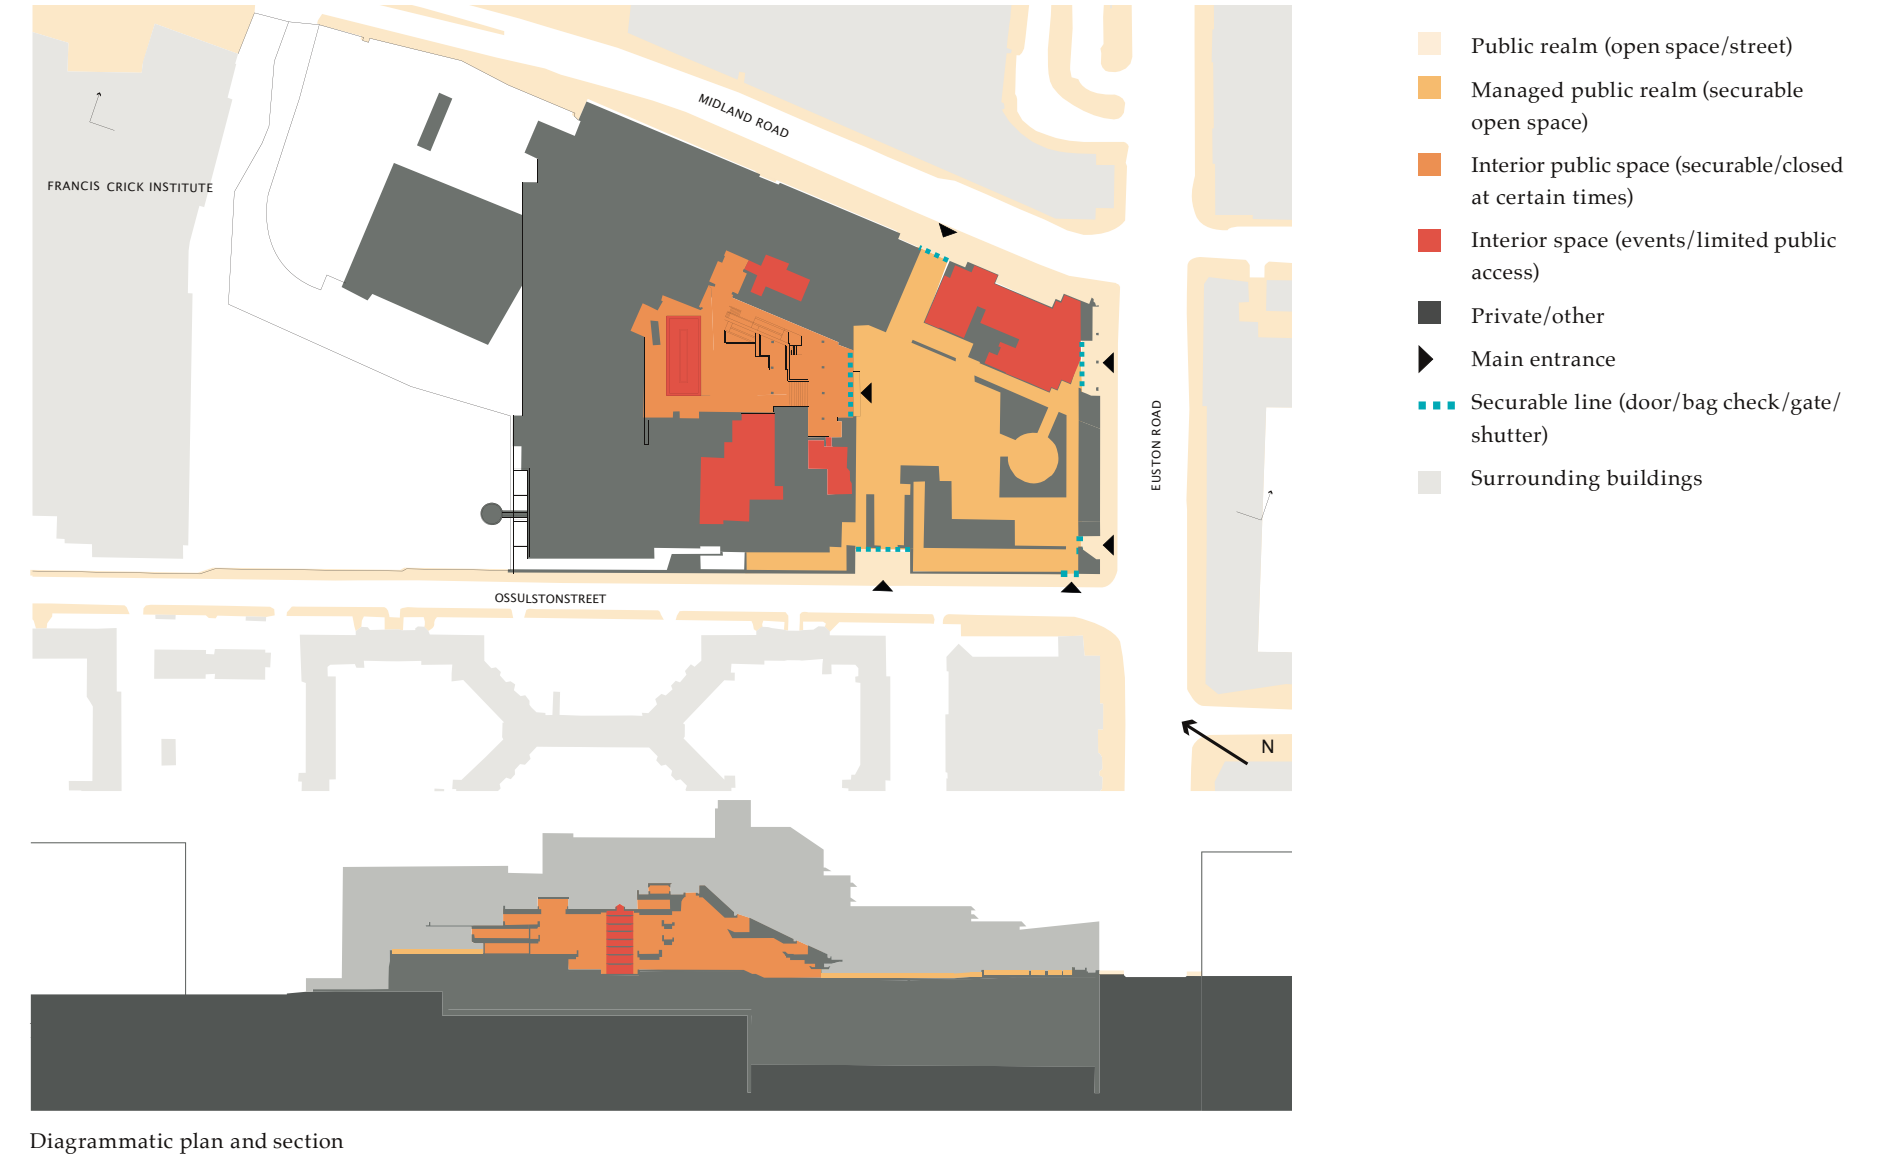 MIDLAND ROAD
FRANCIS CRICK INSTITUTE
EUSTON ROAD
OSSULSTONSTREET
N
Public realm (open space/street)
Managed public realm (securable
open space)
Interior public space (securable/closed
at certain times)
Interior space (events/limited public
access)
Private/other
Main entrance
Securable line (door/bag check/gate/
shutter)
Surrounding buildings
Diagrammatic plan and section